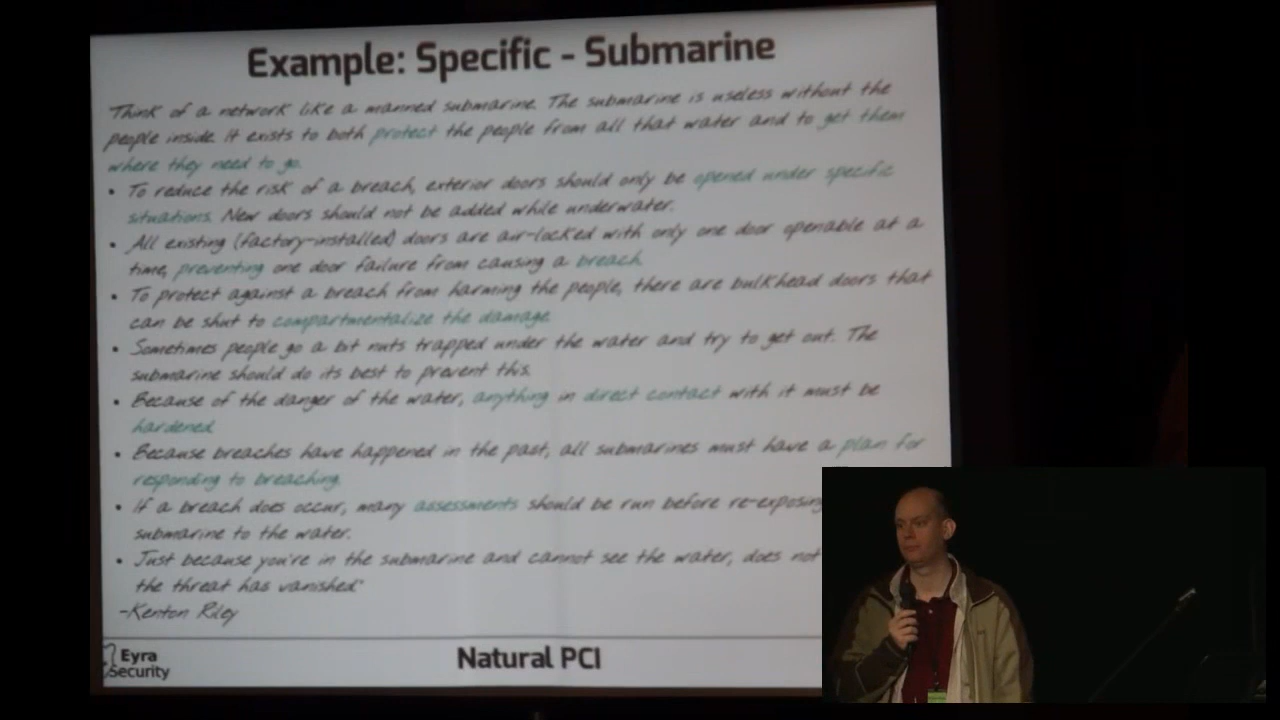 Example: Specific - Submarine
Think of a network like a manned submarine. The submarine is useless without the
people inside. It exists to both protect the people from all that water and to get them
where they need to go.
• To reduce the risk of a breach, exterior doors should only be opened under specific
situations. New doors should not be added while underwater.
• All existing (factory-installed) doors are air-locked with only one door openable at a
time, preventing one door failure from causing a breach.
• To protect against a breach from harming the people, there are bulkhead doors that
can be shut to compartmentalize the damage.
• Sometimes people go a bit nuts trapped under the water and try to get out. The
submarine should do its best to prevent this.
• Because of the danger of the water, anything in direct contact with it must be
hardened.
• Because breaches have happened in the past, all submarines must have a plan for
responding to breaching.
• If a breach does occur, many assessments should be run before re-exposing
submarine to the water.
• Just because you're in the submarine and cannot see the water, does not
the threat has vanished"
-Kenton Riley
Eyra
Security
Natural PCI